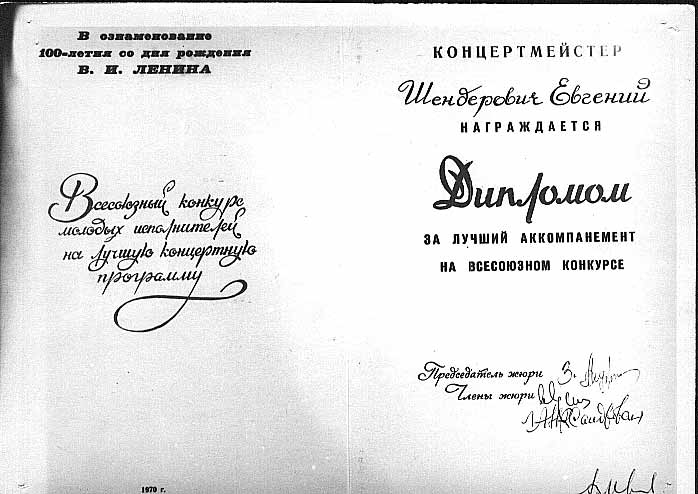 В ознаменование
100-летия со дня рождения
В. И. ЛЕНИНА
Всесоюзный конкурс
молодых исполнителей
на лучшую концертную
программу
1970 г.
КОНЦЕРТМЕЙСТЕР
Шендерович Евгений
НАГРАЖДАЕТСЯ
Дипломом
ЗА ЛУЧШИЙ АККОМПАНЕМЕНТ
НА ВСЕСОЮЗНОМ КОНКУРСЕ
Председатель жюри
Члены жюри